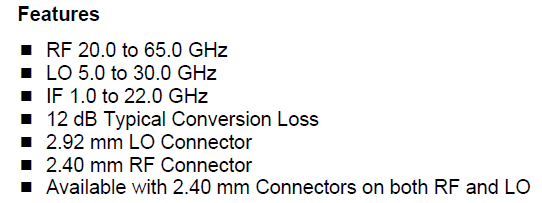 Features
■ RF 20.0 to 65.0 GHz
■ LO 5.0 to 30.0 GHz
■ IF 1.0 to 22.0 GHz
■ 12 dB Typical Conversion Loss
■ 2.92 mm LO Connector
■ 2.40 mm RF Connector
■ Available with 2.40 mm Connectors on both RF and LO